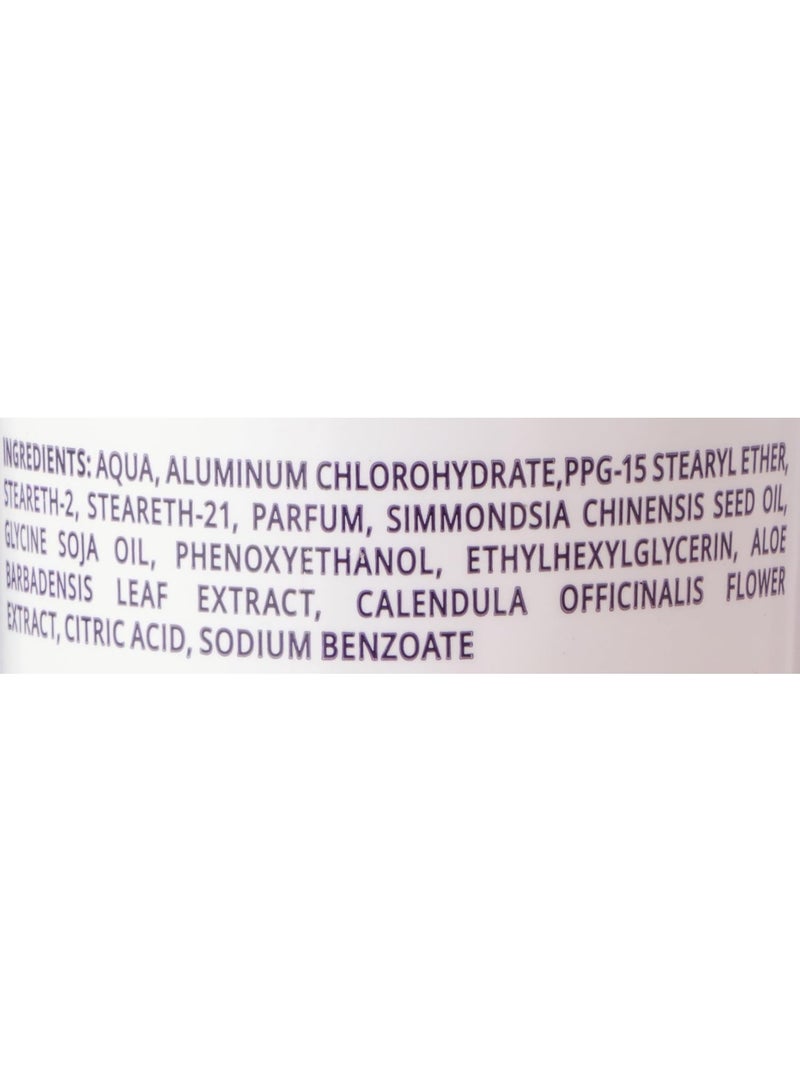 INGREDIENTS: AQUA, ALUMINUM CHLOROHYDRATE,PPG-15 STEARYL ETHER,
STEARETH-2, STEARETH-21, PARFUM, SIMMONDSIA CHINENSIS SEED OIL,
GLYCINE SOJA OIL, PHENOXYETHANOL, ETHYLHEXYLGLYCERIN, ALOE
BARBADENSIS LEAF EXTRACT, CALENDULA OFFICINALIS FLOWER
EXTRACT, CITRIC ACID, SODIUM BENZOATE